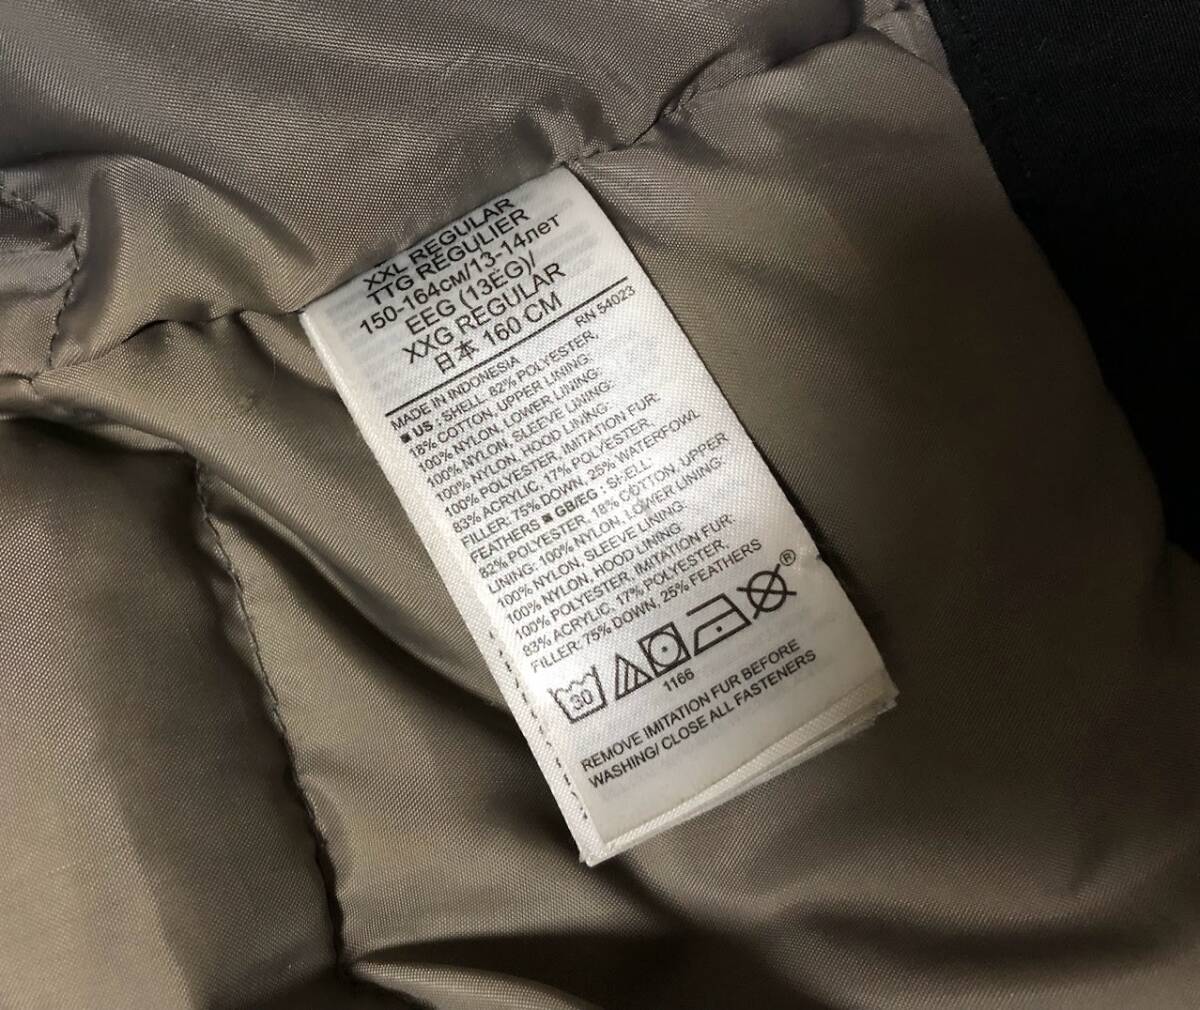 XXL REGULAR
TTG REGULIER
150-164см/13-14лет
EEG (13EG)/
XXG REGULAR
日本 160 CM
RN 54023
MADE IN INDONESIA
■ US : SHELL, 82% POLYESTER,
18% COTTON, UPPER LINING:
100% NYLON, LOWER LINING:
100% NYLON, SLEEVE LINING:
100% NYLON, HOOD LINING:
100% POLYESTER, IMITATION FUR:
83% ACRYLIC, 17% POLYESTER,
FILLER: 75% DOWN, 25% WATERFOWL
FEATHERS ■ GB/EG : SHELL:
82% POLYESTER, 18% COTTON, UPPER
LINING: 100% NYLON, LOWER LINING:
100% NYLON, SLEEVE LINING:
100% NYLON, HOOD LINING:
100% POLYESTER, IMITATION FUR:
83% ACRYLIC, 17% POLYESTER,
FILLER: 75% DOWN, 25% FEATHERS
30
®
1166
REMOVE IMITATION FUR BEFORE
WASHING/ CLOSE ALL FASTENERS